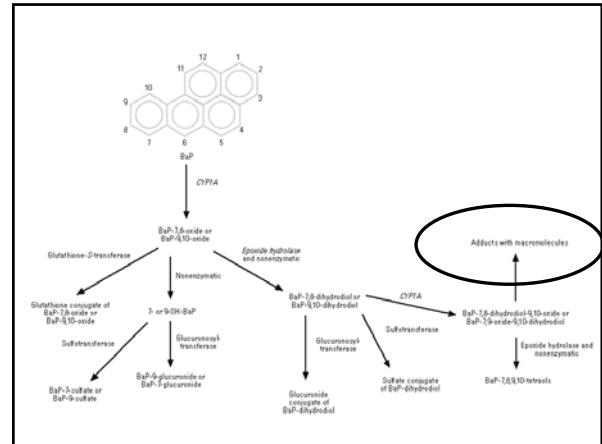 12
1
11
2
10
3
9
8
4
7
6
5
BaP
CYP1A
BaP-7,8-oxide or
BaP-9,10-oxide
Glutathione-S-transferase
Nonenzymatic
Epoxide hydrolase
and nonenzymatic
Adducts with macromolecules
Glutathione conjugate of
BaP-7,8-oxide or
BaP-9,10-oxide
7- or 9-OH-BaP
BaP-7,8-dihydrodiol or
BaP-9,10-dihydrodiol
CYP1A
BaP-7,8-dihydrodiol-9,10-oxide or
BaP-7,9-oxide-9,10-dihydrodiol
Sulfotransferase
Glucuronosyl-
transferase
Glucuronosyl-
transferase
Sulfotransferase
Epoxide hydrolase and
nonenzymatic
BaP-7-sulfate or
BaP-9-sulfate
BaP-9-glucuronide or
BaP-7-glucuronide
Glucuronide
conjugate of
BaP-dihydrodiol
Sulfate conjugate
of BaP-dihydrodiol
BaP-7,8,9,10-tetraols